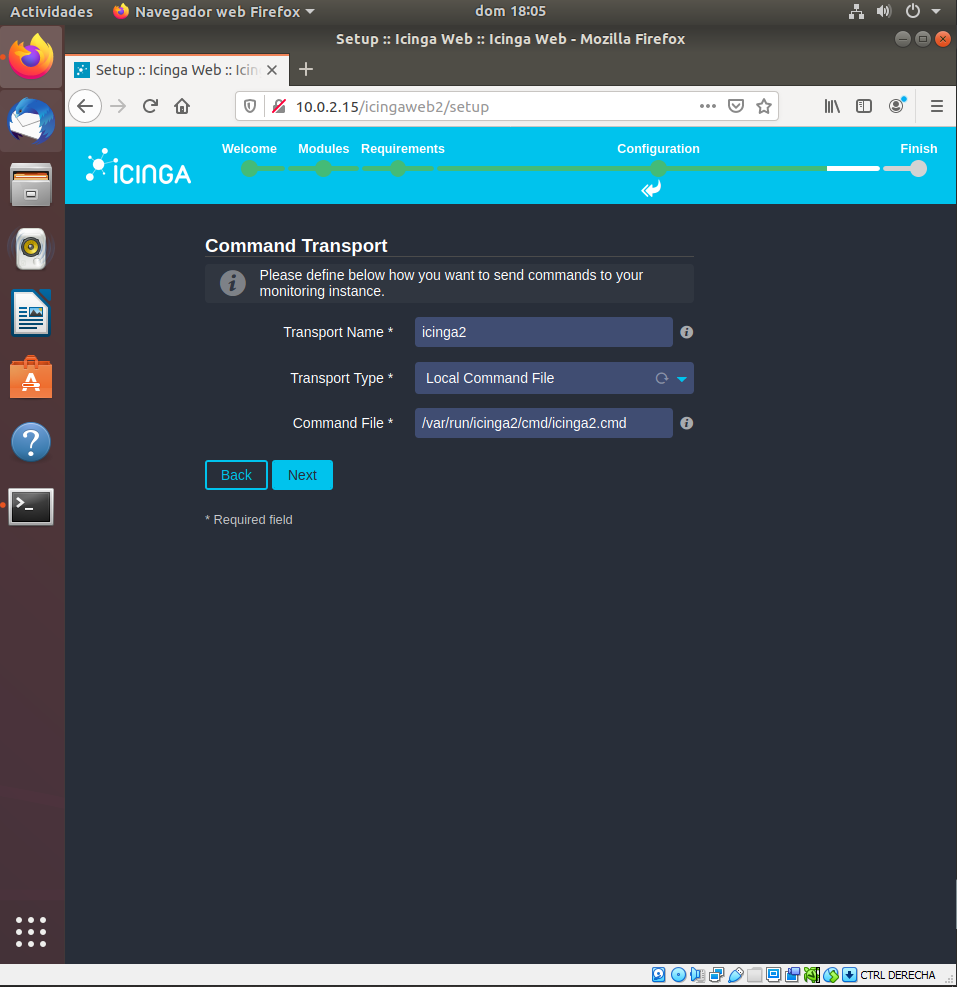 Actividades Navegador web Firefox dom 18:05
Setup :: Icinga Web :: Icinga Web - Mozilla Firefox
Setup :: Icinga Web :: Icin
10.0.2.15/icingaweb2/setup
ICINGA
Welcome Modules Requirements Configuration Finish
Command Transport
Please define below how you want to send commands to your
monitoring instance.
Transport Name * icinga2
Transport Type * Local Command File
Command File * /var/run/icinga2/cmd/icinga2.cmd
Back Next
* Required field
CTRL DERECHA